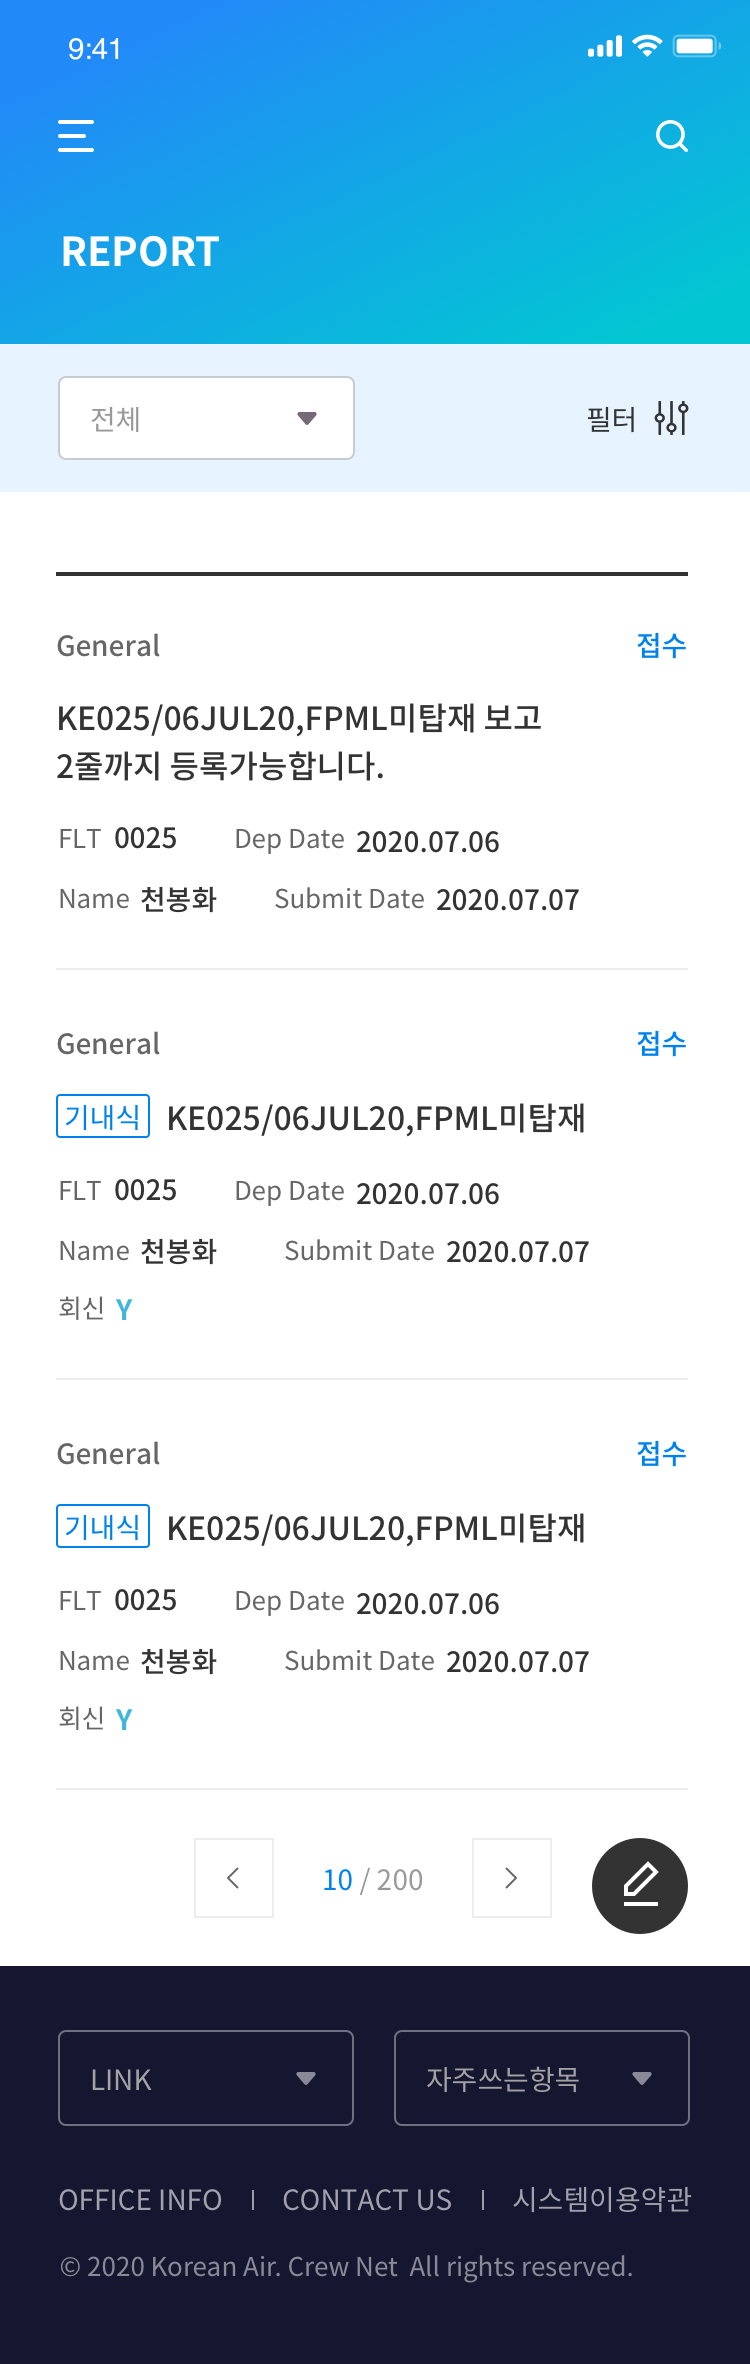 9:41
REPORT
전체
필터
General 접수
KE025/06JUL20,FPML미탑재 보고
2줄까지 등록가능합니다.
FLT 0025 Dep Date 2020.07.06
Name 천봉화 Submit Date 2020.07.07
General 접수
기내식 KE025/06JUL20,FPML미탑재
FLT 0025 Dep Date 2020.07.06
Name 천봉화 Submit Date 2020.07.07
회신 Y
General 접수
기내식 KE025/06JUL20,FPML미탑재
FLT 0025 Dep Date 2020.07.06
Name 천봉화 Submit Date 2020.07.07
회신 Y
10 / 200
LINK 자주쓰는항목
OFFICE INFO | CONTACT US | 시스템이용약관
© 2020 Korean Air. Crew Net All rights reserved.